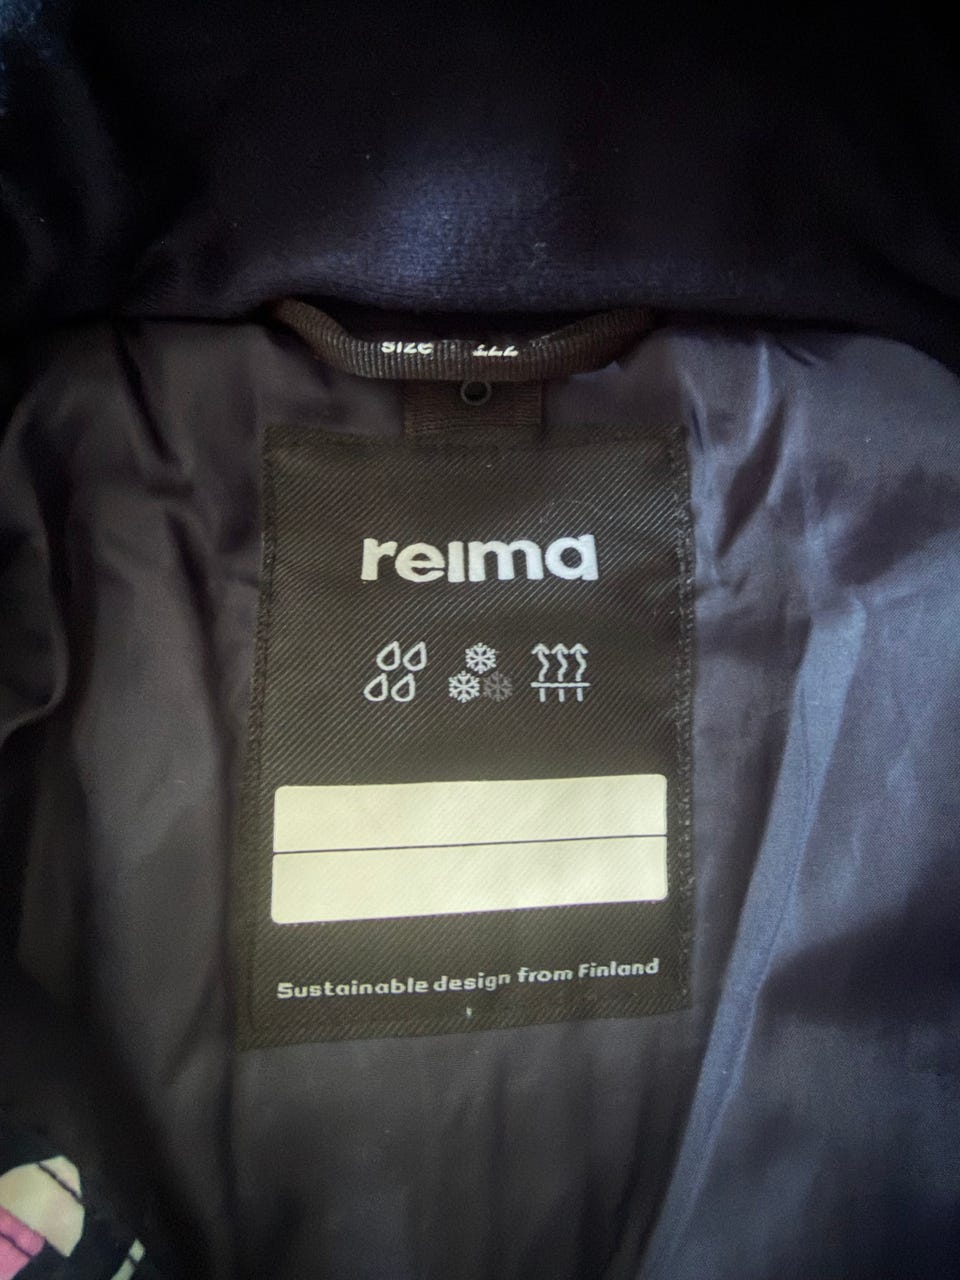 size 122
reima
Sustainable design from Finland